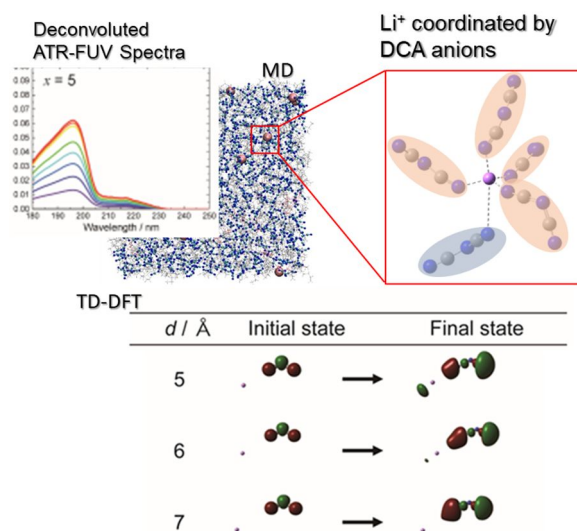 Deconvoluted
ATR-FUV Spectra
x = 5
0.09
0.08
0.07
0.06
0.05
0.04
0.03
0.02
0.01
0.00
180 190 200 210 220 230 240 250
Wavelength / nm
MD
Li⁺ coordinated by
DCA anions
TD-DFT
d / Å Initial state Final state
5
6
7